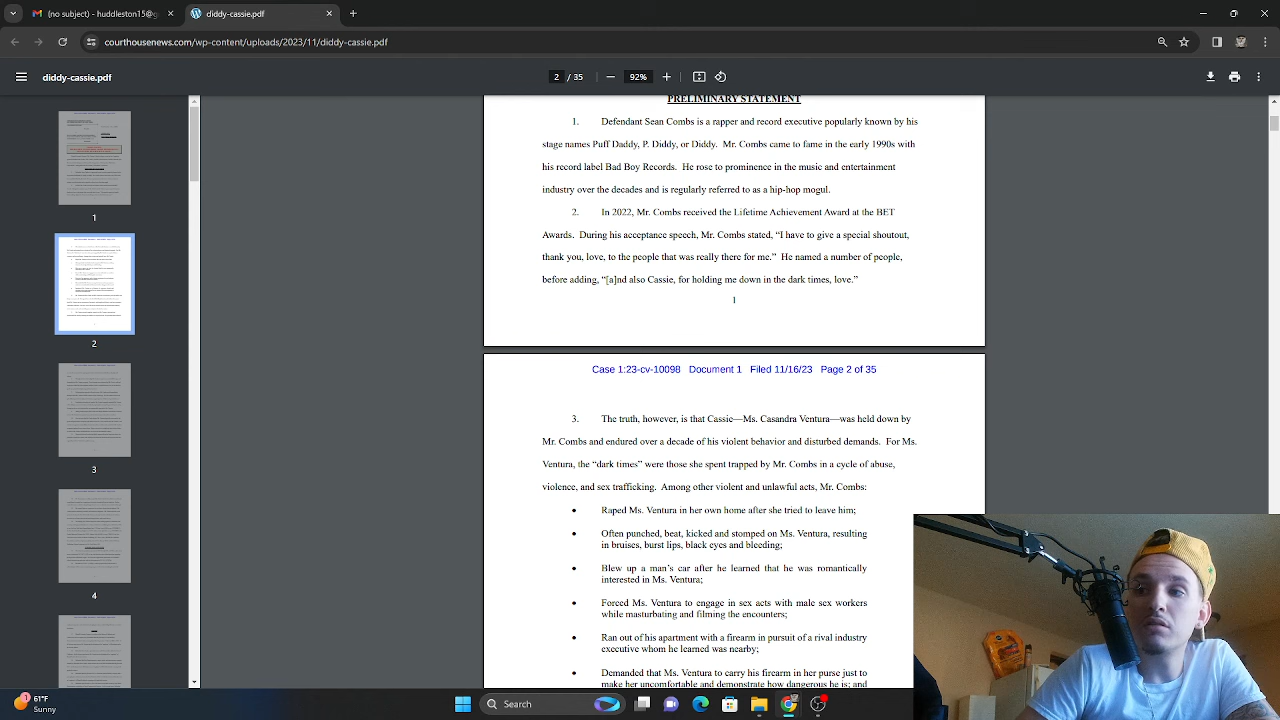 (no subject) - huddleston15@g
diddy-cassie.pdf
courthousenews.com/wp-content/uploads/2023/11/diddy-cassie.pdf
diddy-cassie.pdf
2 / 35
92%
1
2
3
4
PRELIMINARY STATEMENT
1. Defendant Sean Combs is a rapper and record executive popularly known by his
stage names Puff Daddy, P. Diddy, or Diddy. Mr. Combs entered fame in the early 1990s with
his record label Bad Boy Records. He rose to prominence in the music and entertainment
industry over the decades and is regularly referred to as a hip-hop mogul.
2. In 2022, Mr. Combs received the Lifetime Achievement Award at the BET
Awards. During his acceptance speech, Mr. Combs stated, “I have to give a special shoutout,
thank you, to the people that was really there for me.” He listed a number of people,
before adding, “and also Cassie, for holding me down in the dark times, love.
1
Case 1:23-cv-10098 Document 1 Filed 11/16/23 Page 2 of 35
3. The truth, however, is that Cassie—Ms. Casandra Ventura—was held down by
Mr. Combs and endured over a decade of his violent behavior and disturbed demands. For Ms.
Ventura, the “dark times” were those she spent trapped by Mr. Combs in a cycle of abuse,
violence, and sex trafficking. Among other violent and unlawful acts, Mr. Combs:
• Raped Ms. Ventura in her own home after she tried to leave him;
• Often punched, beat, kicked and stomped on Ms. Ventura, resulting
in bruises, burst lips, black eyes and bleeding;
• Blew up a man’s car after he learned that he was romantically
interested in Ms. Ventura;
• Forced Ms. Ventura to engage in sex acts with male sex workers
while masturbating and filming the encounters;
• Ran out of his apartment with a firearm in pursuit of a rival industry
executive whom he learned was nearby;
• Demanded that Ms. Ventura to carry his firearm in her purse just to
make her uncomfortable and demonstrate how dangerous he is; and
61°F
Sunny
Search